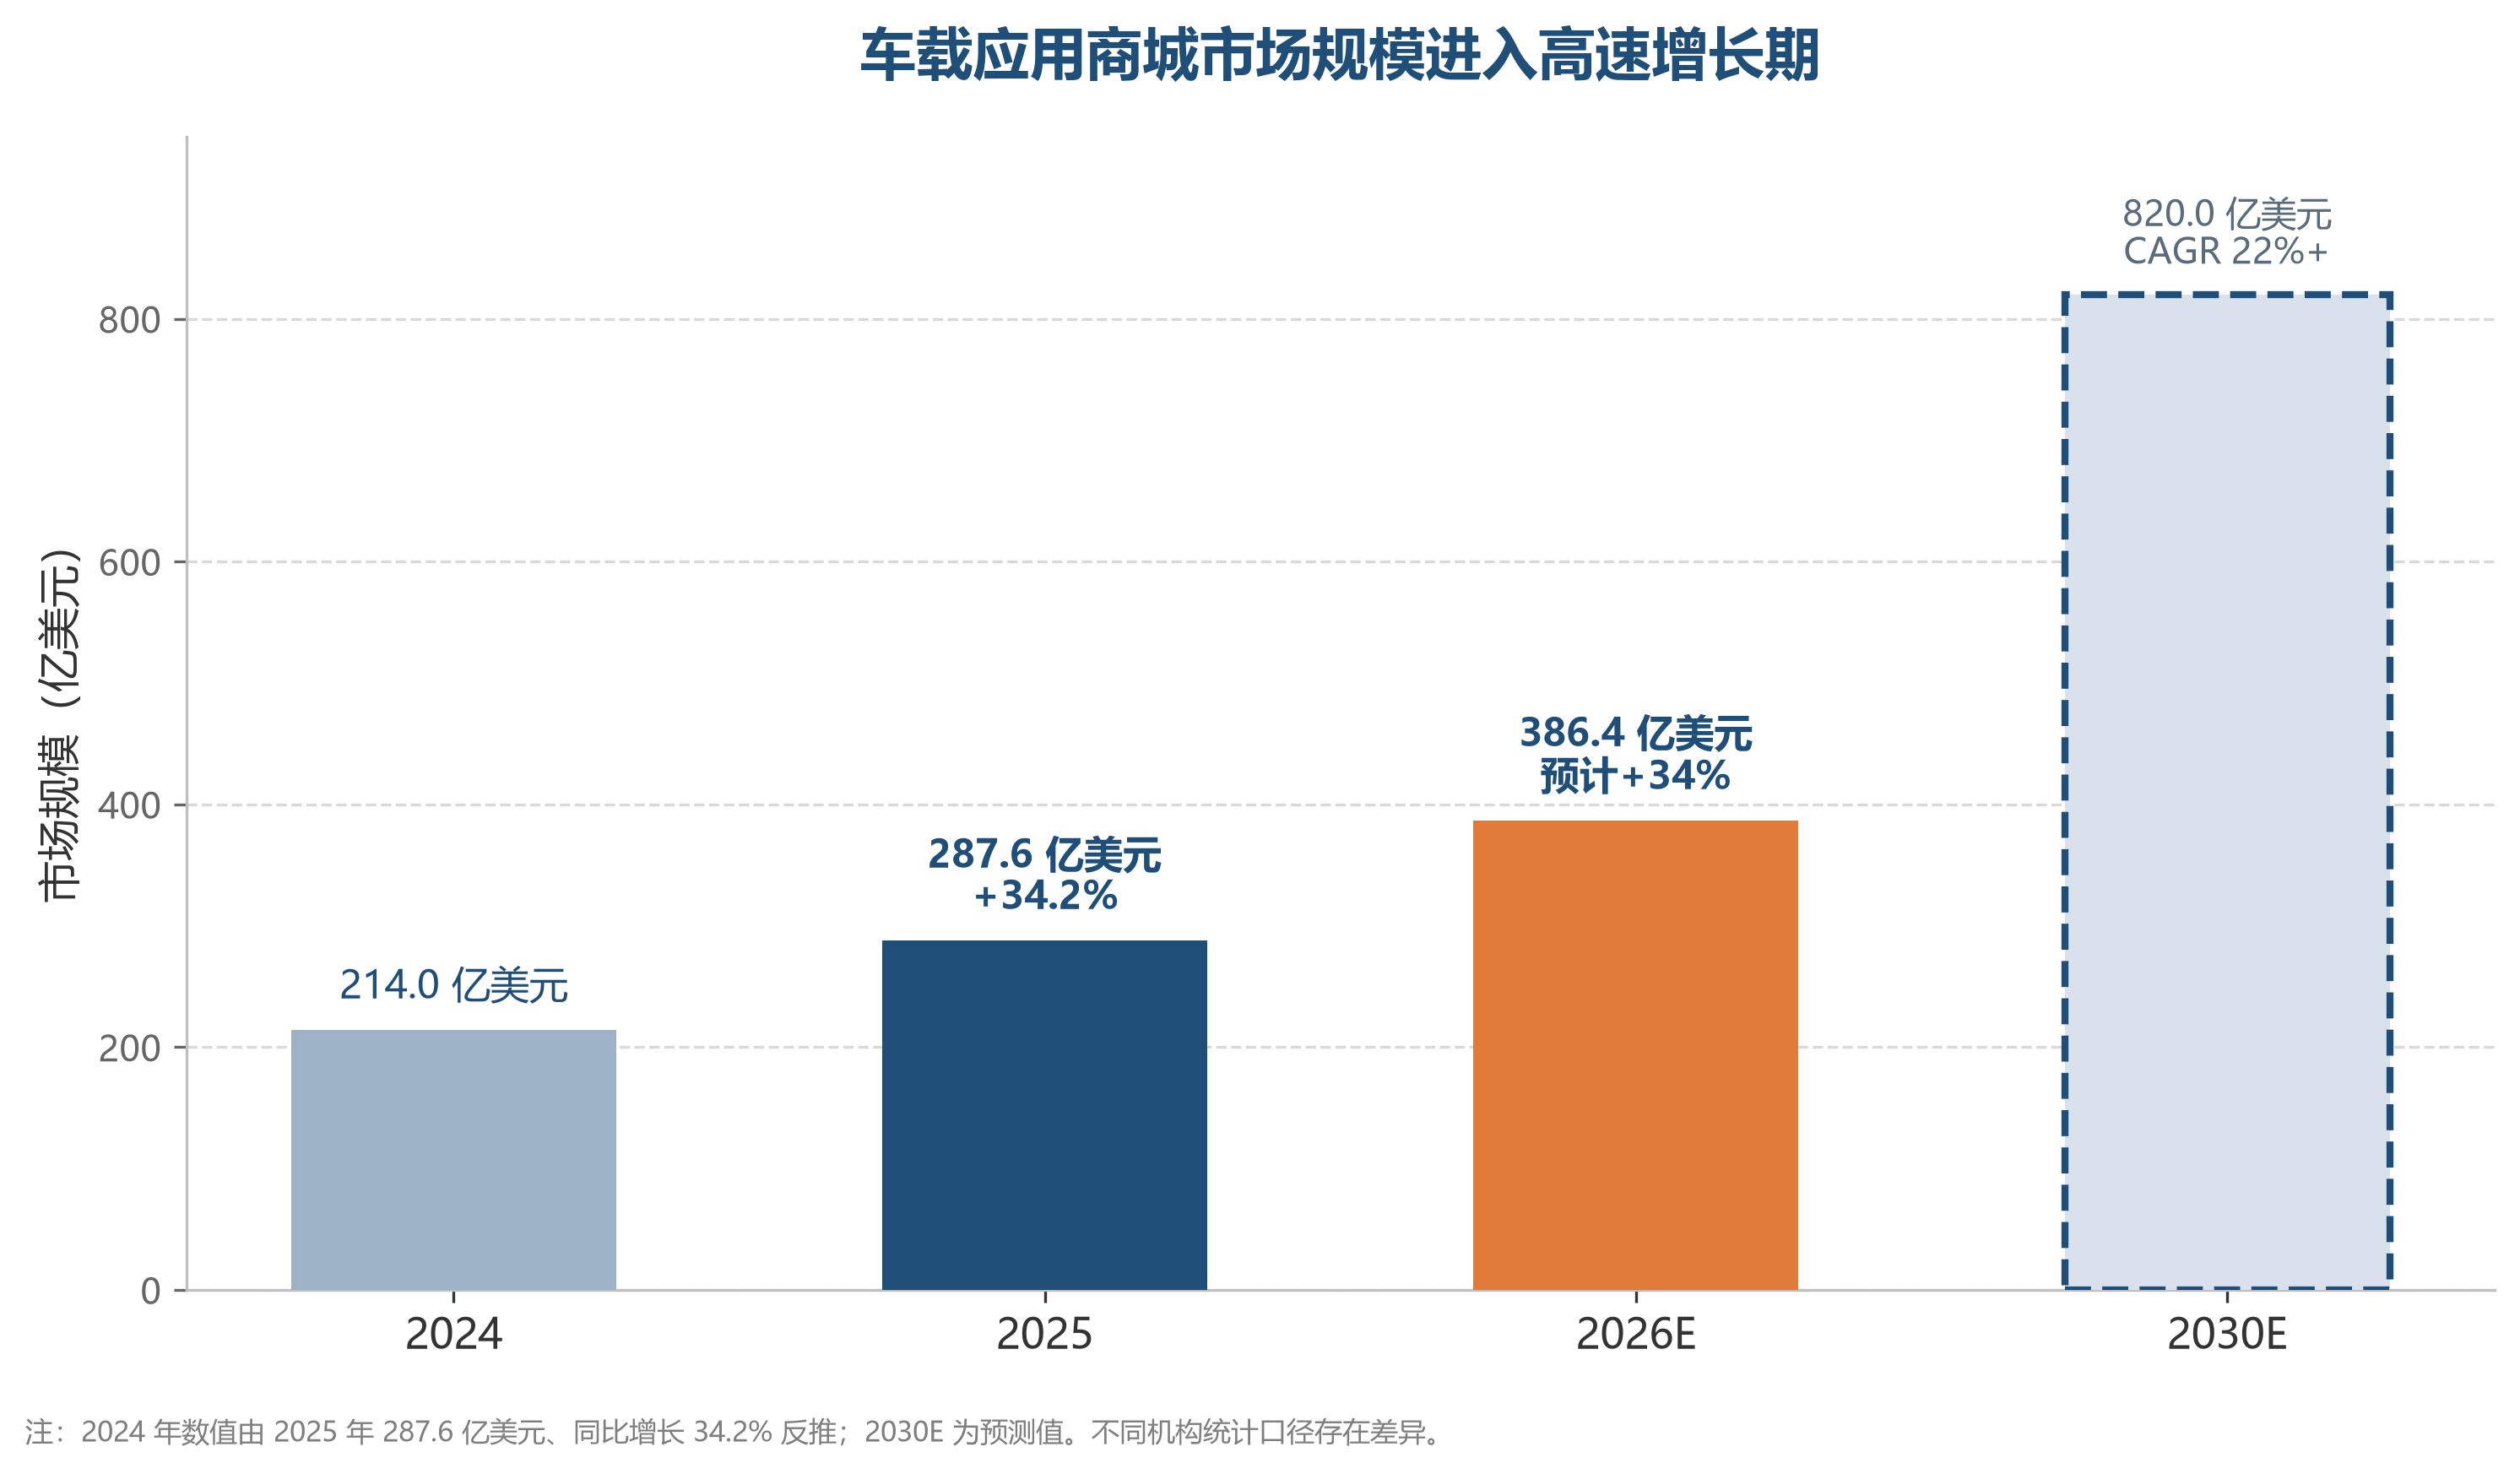 车载应用商城市场规模进入高速增长期
市场规模（亿美元）
800
600
400
200
0
214.0 亿美元
287.6 亿美元
+34.2%
386.4 亿美元
预计+34%
820.0 亿美元
CAGR 22%+
2024
2025
2026E
2030E
注：2024 年数值由 2025 年 287.6 亿美元、同比增长 34.2% 反推；2030E 为预测值。不同机构统计口径存在差异。